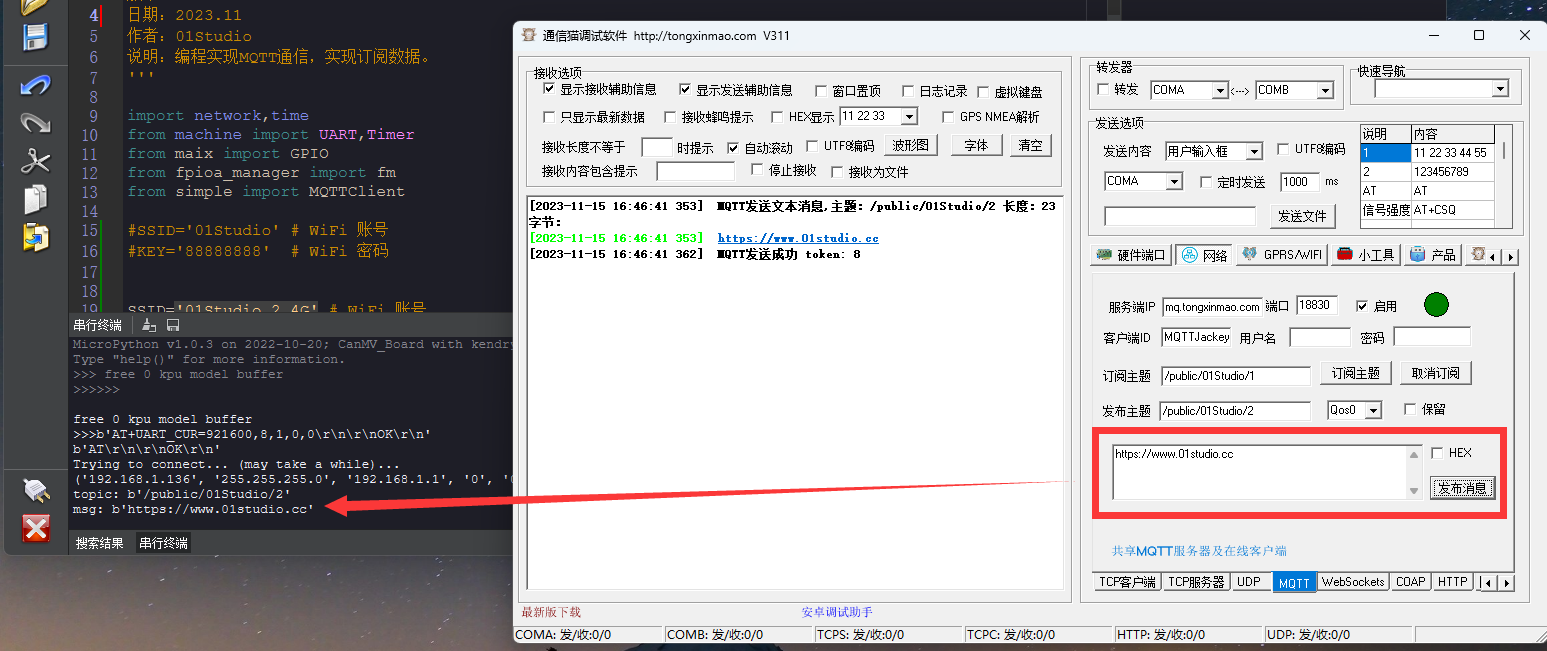 4 日期：2023.11
5 作者：01Studio
6 说明：编程实现MQTT通信，实现订阅数据。
7 '''
8
9 import network,time
10 from machine import UART,Timer
11 from maix import GPIO
12 from fpioa_manager import fm
13 from simple import MQTTClient
14
15 #SSID='01Studio' # WiFi 账号
16 #KEY='88888888' # WiFi 密码
17
18
19 SSID='01Studio_2.4G' # WiFi 账号
串行终端
MicroPython v1.0.3 on 2022-10-20; CanMV_Board with kendry
Type "help()" for more information.
>>> free 0 kpu model buffer
>>>>>>
free 0 kpu model buffer
>>>b'AT+UART_CUR=921600,8,1,0,0\r\n\r\nOK\r\n'
b'AT\r\n\r\nOK\r\n'
Trying to connect... (may take a while)...
('192.168.1.136', '255.255.255.0', '192.168.1.1', '0', '
topic: b'/public/01Studio/2'
msg: b'https://www.01studio.cc'
搜索结果 串行终端
通信猫调试软件 http://tongxinmao.com V311
接收选项
显示接收辅助信息 显示发送辅助信息 窗口置顶 日志记录 虚拟键盘
只显示最新数据 接收蜂鸣提示 HEX显示 11 22 33 GPS NMEA解析
接收长度不等于 时提示 自动滚动 UTF8编码 波形图 字体 清空
接收内容包含提示 停止接收 接收为文件
[2023-11-15 16:46:41 353] MQTT发送文本消息,主题: /public/01Studio/2 长度: 23
字节:
[2023-11-15 16:46:41 353] https://www.01studio.cc
[2023-11-15 16:46:41 362] MQTT发送成功 token: 8
最新版下载 安卓调试助手
转发器
转发 COMA <--> COMB
快速导航
发送选项
发送内容 用户输入框 UTF8编码
COMA 定时发送 1000 ms
发送文件
说明 内容
1 11 22 33 44 55
2 123456789
AT AT
信号强度 AT+CSQ
硬件端口 网络 GPRS/WIFI 小工具 产品
服务端IP mq.tongxinmao.com 端口 18830 启用
客户端ID MQTTJackey 用户名 密码
订阅主题 /public/01Studio/1 订阅主题 取消订阅
发布主题 /public/01Studio/2 Qos0 保留
https://www.01studio.cc HEX
发布消息
共享MQTT服务器及在线客户端
TCP客户端 TCP服务器 UDP MQTT WebSockets COAP HTTP
COMA: 发/收:0/0 COMB: 发/收:0/0 TCPS: 发/收:0/0 TCPC: 发/收:0/0 HTTP: 发/收:0/0 UDP: 发/收:0/0